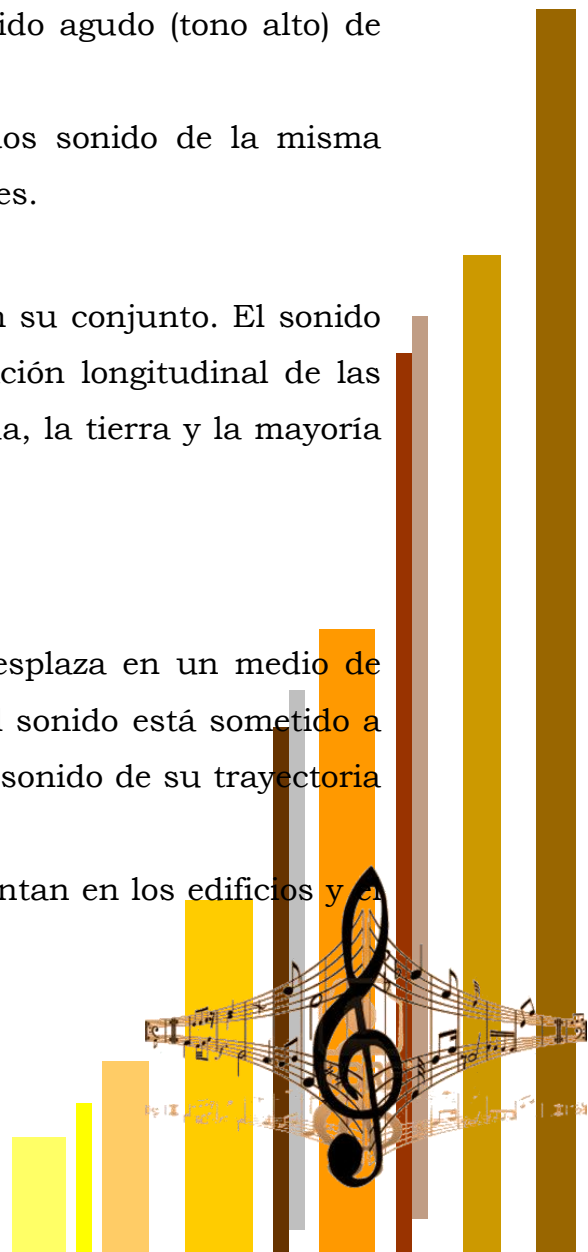 ido agudo (tono alto) de
os sonido de la misma
es.
n su conjunto. El sonido
ción longitudinal de las
a, la tierra y la mayoría
esplaza en un medio de
l sonido está sometido a
sonido de su trayectoria
ntan en los edificios y el